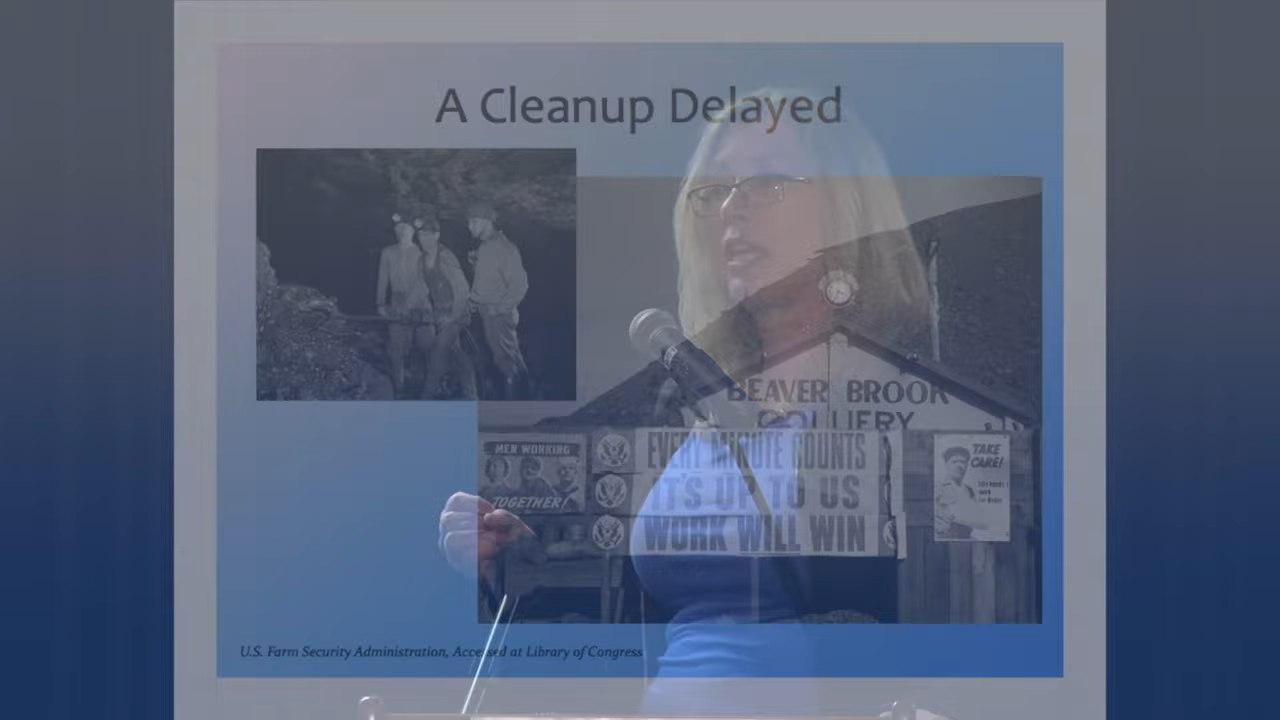 A Cleanup Delayed
BEAVER BROOK
COLLIERY
MEN WORKING
TOGETHER!
EVERY MINUTE COUNTS
IT'S UP TO US
WORK WILL WIN
TAKE
CARE!
U.S. Farm Security Administration, Accessed at Library of Congress